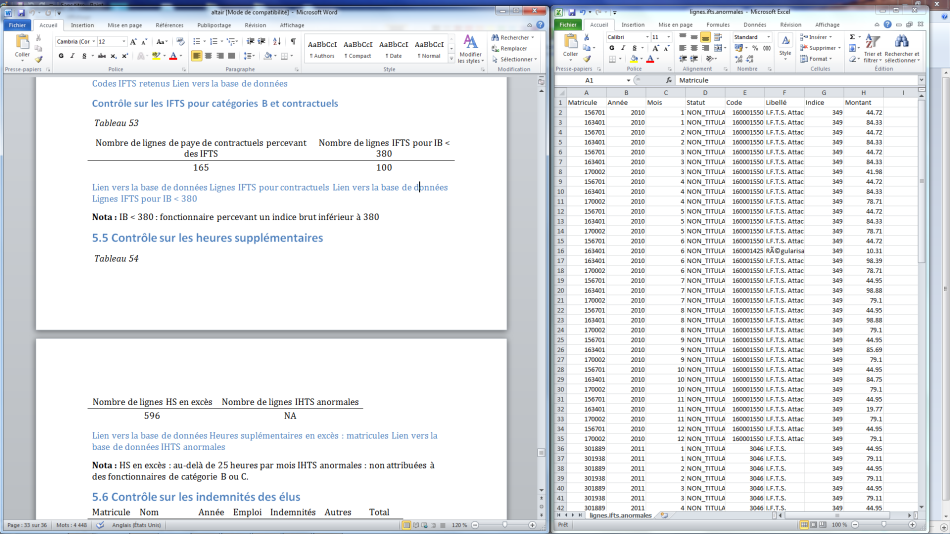 altair [Mode de compatibilité] - Microsoft Word
Fichier Accueil Insertion Mise en page Références Publipostage Révision Affichage
Coller
Cambria (Cor 12
G I S
AaBbCcI AaBbCcI AaBbCcI AaBbCcI
¶ Authors ¶ Compact ¶ Date ¶ Normal
Modifier les styles
Rechercher
Remplacer
Sélectionner
Presse-papiers Police Paragraphe Style Modification
Codes IFTS retenus Lien vers la base de données
Contrôle sur les IFTS pour catégories B et contractuels
Tableau 53
Nombre de lignes de paye de contractuels percevant des IFTS Nombre de lignes IFTS pour IB < 380
165 100
Lien vers la base de données Lignes IFTS pour contractuels Lien vers la base de données
Lignes IFTS pour IB < 380
Nota : IB < 380 : fonctionnaire percevant un indice brut inférieur à 380
5.5 Contrôle sur les heures supplémentaires
Tableau 54
Nombre de lignes HS en excès Nombre de lignes IHTS anormales
596 NA
Lien vers la base de données Heures suplémentaires en excès : matricules Lien vers la
base de données IHTS anormales
Nota : HS en excès : au-delà de 25 heures par mois IHTS anormales : non attribuées à
des fonctionnaires de catégorie B ou C.
5.6 Contrôle sur les indemnités des élus
Matricule Nom Année Emploi Indemnités Autres Total
Page : 33 sur 36 Mots : 4 448 Anglais (États Unis) 120 %
lignes.ifts.anormales - Microsoft Excel
Fichier Accueil Insertion Mise en page Formules Données Révision Affichage
Coller
Calibri 11
G I S
Standard
Style
Insérer
Supprimer
Format
Trier et filtrer
Rechercher et sélectionner
Presse-papiers Police Alignement Nombre Cellules Édition
A1 Matricule
A B C D E F G H I
1 Matricule Année Mois Statut Code Libellé Indice Montant
2 156701 2010 1 NON_TITULA 160001550 I.F.T.S. Attac 349 44.72
3 163401 2010 1 NON_TITULA 160001550 I.F.T.S. Attac 349 84.33
4 156701 2010 2 NON_TITULA 160001550 I.F.T.S. Attac 349 44.72
5 163401 2010 2 NON_TITULA 160001550 I.F.T.S. Attac 349 84.33
6 156701 2010 3 NON_TITULA 160001550 I.F.T.S. Attac 349 44.72
7 163401 2010 3 NON_TITULA 160001550 I.F.T.S. Attac 349 84.33
8 170002 2010 3 NON_TITULA 160001550 I.F.T.S. Attac 349 41.98
9 156701 2010 4 NON_TITULA 160001550 I.F.T.S. Attac 349 44.72
10 163401 2010 4 NON_TITULA 160001550 I.F.T.S. Attac 349 84.33
11 170002 2010 4 NON_TITULA 160001550 I.F.T.S. Attac 349 78.71
12 156701 2010 5 NON_TITULA 160001550 I.F.T.S. Attac 349 44.72
13 163401 2010 5 NON_TITULA 160001550 I.F.T.S. Attac 349 84.33
14 170002 2010 5 NON_TITULA 160001550 I.F.T.S. Attac 349 78.71
15 156701 2010 6 NON_TITULA 160001550 I.F.T.S. Attac 349 44.72
16 163401 2010 6 NON_TITULA 160001425 RÃ©gularisa 349 10.31
17 163401 2010 6 NON_TITULA 160001550 I.F.T.S. Attac 349 98.39
18 170002 2010 6 NON_TITULA 160001550 I.F.T.S. Attac 349 78.71
19 156701 2010 7 NON_TITULA 160001550 I.F.T.S. Attac 349 44.95
20 163401 2010 7 NON_TITULA 160001550 I.F.T.S. Attac 349 98.88
21 170002 2010 7 NON_TITULA 160001550 I.F.T.S. Attac 349 79.1
22 156701 2010 8 NON_TITULA 160001550 I.F.T.S. Attac 349 44.95
23 163401 2010 8 NON_TITULA 160001550 I.F.T.S. Attac 349 98.88
24 170002 2010 8 NON_TITULA 160001550 I.F.T.S. Attac 349 79.1
25 156701 2010 9 NON_TITULA 160001550 I.F.T.S. Attac 349 44.95
26 163401 2010 9 NON_TITULA 160001550 I.F.T.S. Attac 349 85.69
27 170002 2010 9 NON_TITULA 160001550 I.F.T.S. Attac 349 79.1
28 156701 2010 10 NON_TITULA 160001550 I.F.T.S. Attac 349 44.95
29 163401 2010 10 NON_TITULA 160001550 I.F.T.S. Attac 349 84.75
30 170002 2010 10 NON_TITULA 160001550 I.F.T.S. Attac 349 79.1
31 156701 2010 11 NON_TITULA 160001550 I.F.T.S. Attac 349 44.95
32 163401 2010 11 NON_TITULA 160001550 I.F.T.S. Attac 349 19.77
33 170002 2010 11 NON_TITULA 160001550 I.F.T.S. Attac 349 79.1
34 156701 2010 12 NON_TITULA 160001550 I.F.T.S. Attac 349 44.95
35 170002 2010 12 NON_TITULA 160001550 I.F.T.S. Attac 349 79.1
36 301889 2011 1 NON_TITULA 3046 I.F.T.S. 349 44.95
37 301938 2011 1 NON_TITULA 3046 I.F.T.S. 349 79.11
38 301889 2011 2 NON_TITULA 3046 I.F.T.S. 349 44.95
39 301938 2011 2 NON_TITULA 3046 I.F.T.S. 349 79.11
40 301889 2011 3 NON_TITULA 3046 I.F.T.S. 349 44.95
41 301938 2011 3 NON_TITULA 3046 I.F.T.S. 349 79.11
42 301889 2011 4 NON_TITULA 3046 I.F.T.S. 349 44.95
lignes.ifts.anormales
Prêt 100 %